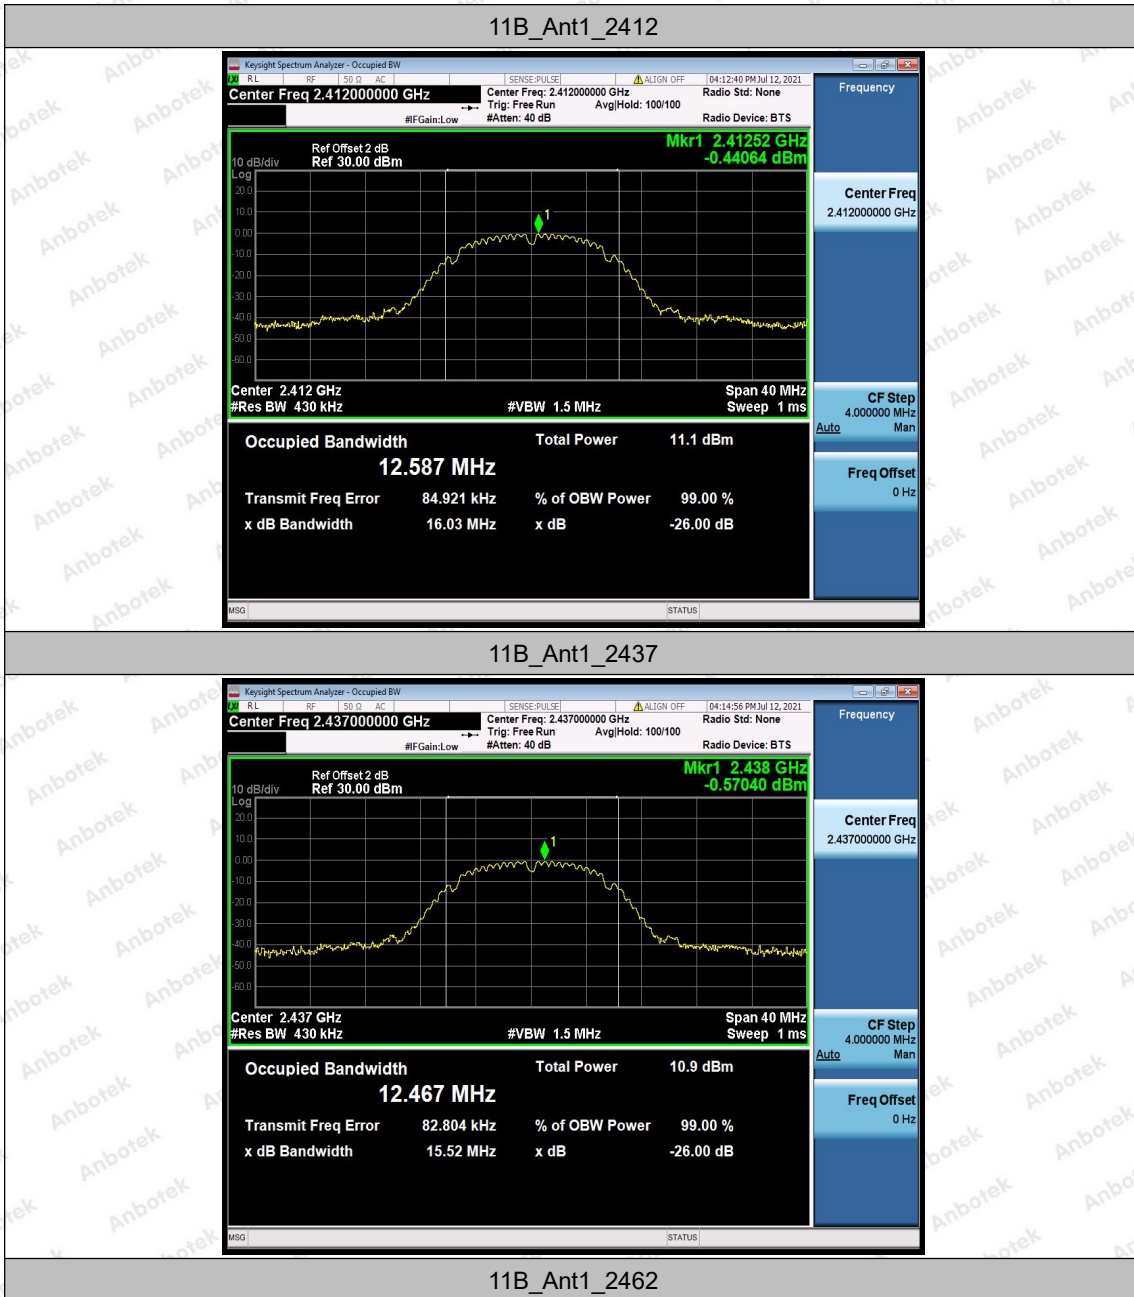 11B_Ant1_2412
Keysight Spectrum Analyzer - Occupied BW
RL RF 50 Ω AC SENSE:PULSE ALIGN OFF 04:12:40 PM Jul 12, 2021
Center Freq 2.412000000 GHz
Center Freq: 2.412000000 GHz
Radio Std: None
Trig: Free Run Avg|Hold: 100/100
#IFGain:Low #Atten: 40 dB Radio Device: BTS
Frequency
Ref Offset 2 dB
10 dB/div Ref 30.00 dBm
Mkr1 2.41252 GHz
-0.44064 dBm
Log
20.0
10.0
0.00
-10.0
-20.0
-30.0
-40.0
-50.0
-60.0
1
Center 2.412 GHz Span 40 MHz
#Res BW 430 kHz #VBW 1.5 MHz Sweep 1 ms
Center Freq
2.412000000 GHz
CF Step
4.000000 MHz
Auto Man
Freq Offset
0 Hz
Occupied Bandwidth Total Power 11.1 dBm
12.587 MHz
Transmit Freq Error 84.921 kHz % of OBW Power 99.00 %
x dB Bandwidth 16.03 MHz x dB -26.00 dB
MSG STATUS
11B_Ant1_2437
Keysight Spectrum Analyzer - Occupied BW
RL RF 50 Ω AC SENSE:PULSE ALIGN OFF 04:14:56 PM Jul 12, 2021
Center Freq 2.437000000 GHz
Center Freq: 2.437000000 GHz
Radio Std: None
Trig: Free Run Avg|Hold: 100/100
#IFGain:Low #Atten: 40 dB Radio Device: BTS
Frequency
Ref Offset 2 dB
10 dB/div Ref 30.00 dBm
Mkr1 2.438 GHz
-0.57040 dBm
Log
20.0
10.0
0.00
-10.0
-20.0
-30.0
-40.0
-50.0
-60.0
1
Center 2.437 GHz Span 40 MHz
#Res BW 430 kHz #VBW 1.5 MHz Sweep 1 ms
Center Freq
2.437000000 GHz
CF Step
4.000000 MHz
Auto Man
Freq Offset
0 Hz
Occupied Bandwidth Total Power 10.9 dBm
12.467 MHz
Transmit Freq Error 82.804 kHz % of OBW Power 99.00 %
x dB Bandwidth 15.52 MHz x dB -26.00 dB
MSG STATUS
11B_Ant1_2462
Anbotek